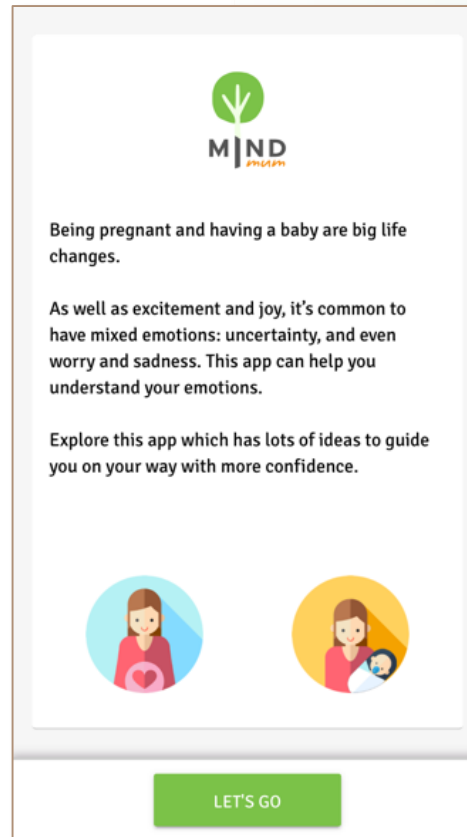 MIND
mum
Being pregnant and having a baby are big life
changes.
As well as excitement and joy, it's common to
have mixed emotions: uncertainty, and even
worry and sadness. This app can help you
understand your emotions.
Explore this app which has lots of ideas to guide
you on your way with more confidence.
LET'S GO